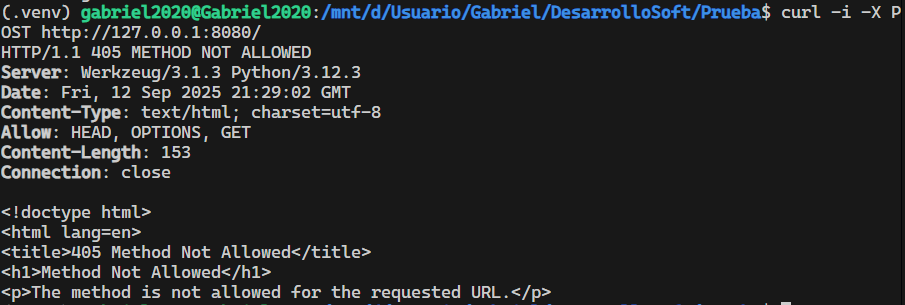 (.venv) gabriel2020@Gabriel2020:/mnt/d/Usuario/Gabriel/DesarrolloSoft/Prueba$ curl -i -X P
OST http://127.0.0.1:8080/
HTTP/1.1 405 METHOD NOT ALLOWED
Server: Werkzeug/3.1.3 Python/3.12.3
Date: Fri, 12 Sep 2025 21:29:02 GMT
Content-Type: text/html; charset=utf-8
Allow: HEAD, OPTIONS, GET
Content-Length: 153
Connection: close

<!doctype html>
<html lang=en>
<title>405 Method Not Allowed</title>
<h1>Method Not Allowed</h1>
<p>The method is not allowed for the requested URL.</p>